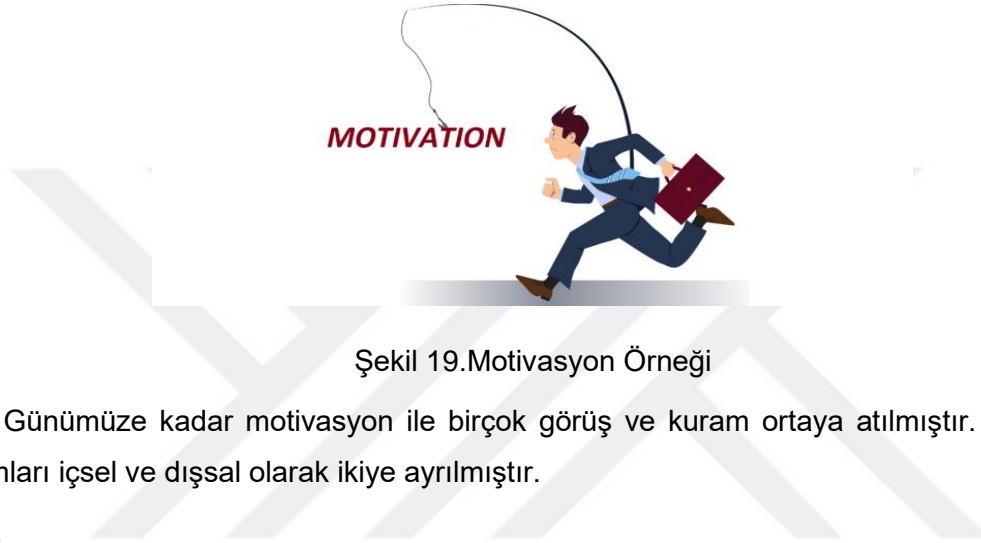 MOTIVATION
Şekil 19.Motivasyon Örneği
Günümüze kadar motivasyon ile birçok görüş ve kuram ortaya atılmıştır.
içsel ve dışsal olarak ikiye ayrılmıştır.